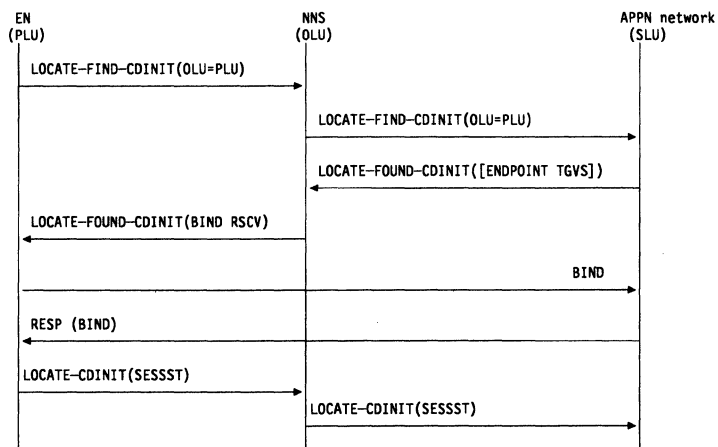 EN NNS APPN network
(PLU) (OLU) (SLU)
LOCATE-FIND-CDINIT(OLU=PLU)
LOCATE-FIND-CDINIT(OLU=PLU)
LOCATE-FOUND-CDINIT([ENDPOINT TGVS])
LOCATE-FOUND-CDINIT(BIND RSCV)
BIND
RESP (BIND)
LOCATE-CDINIT(SESSST)
LOCATE-CDINIT(SESSST)